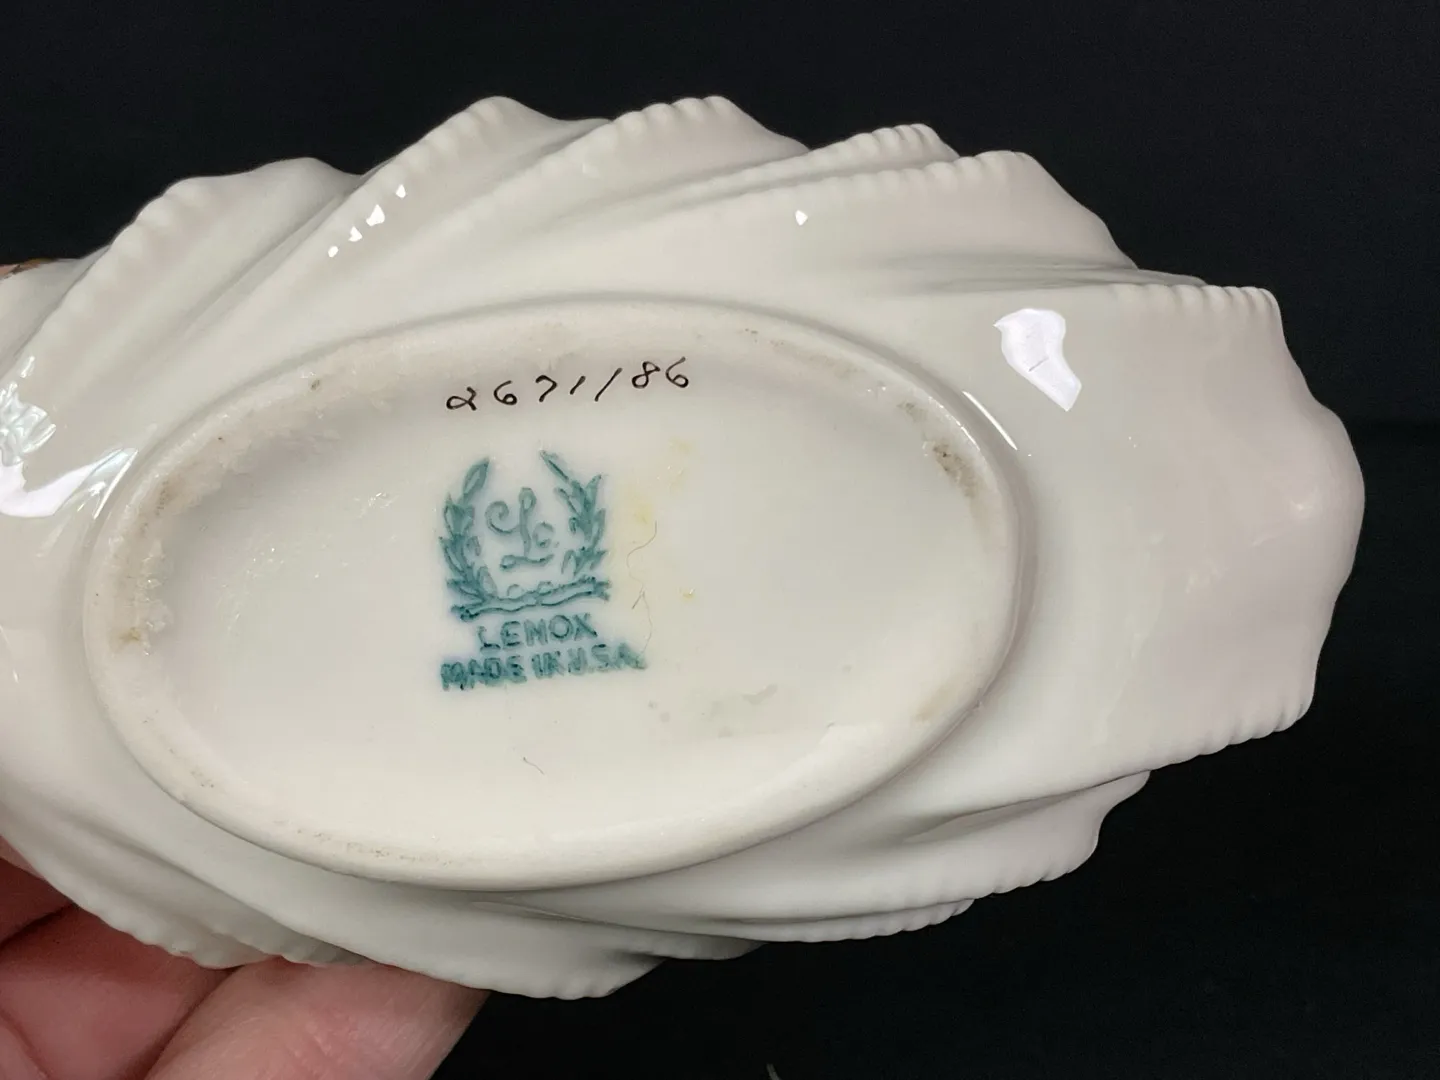 2671/86
L
LENOX
MADE IN U.S.A.